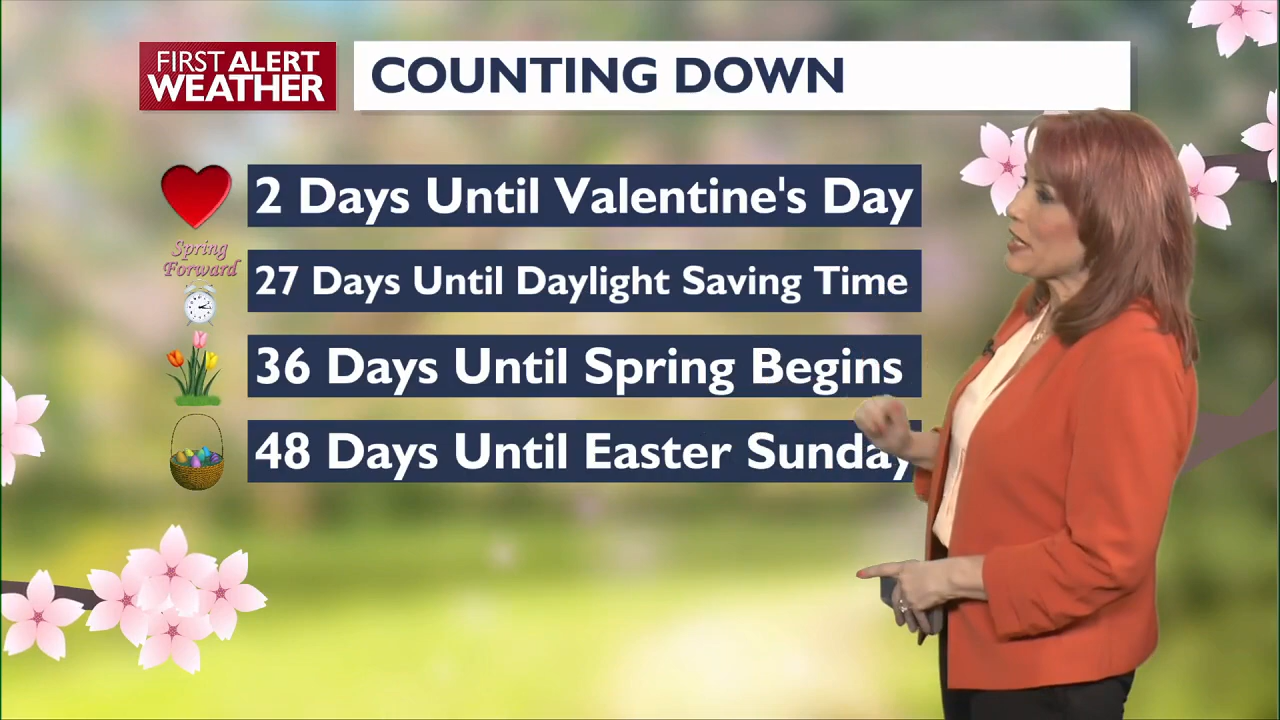 FIRST ALERT
WEATHER
COUNTING DOWN
2 Days Until Valentine's Day
Spring
Forward
27 Days Until Daylight Saving Time
36 Days Until Spring Begins
48 Days Until Easter Sunday